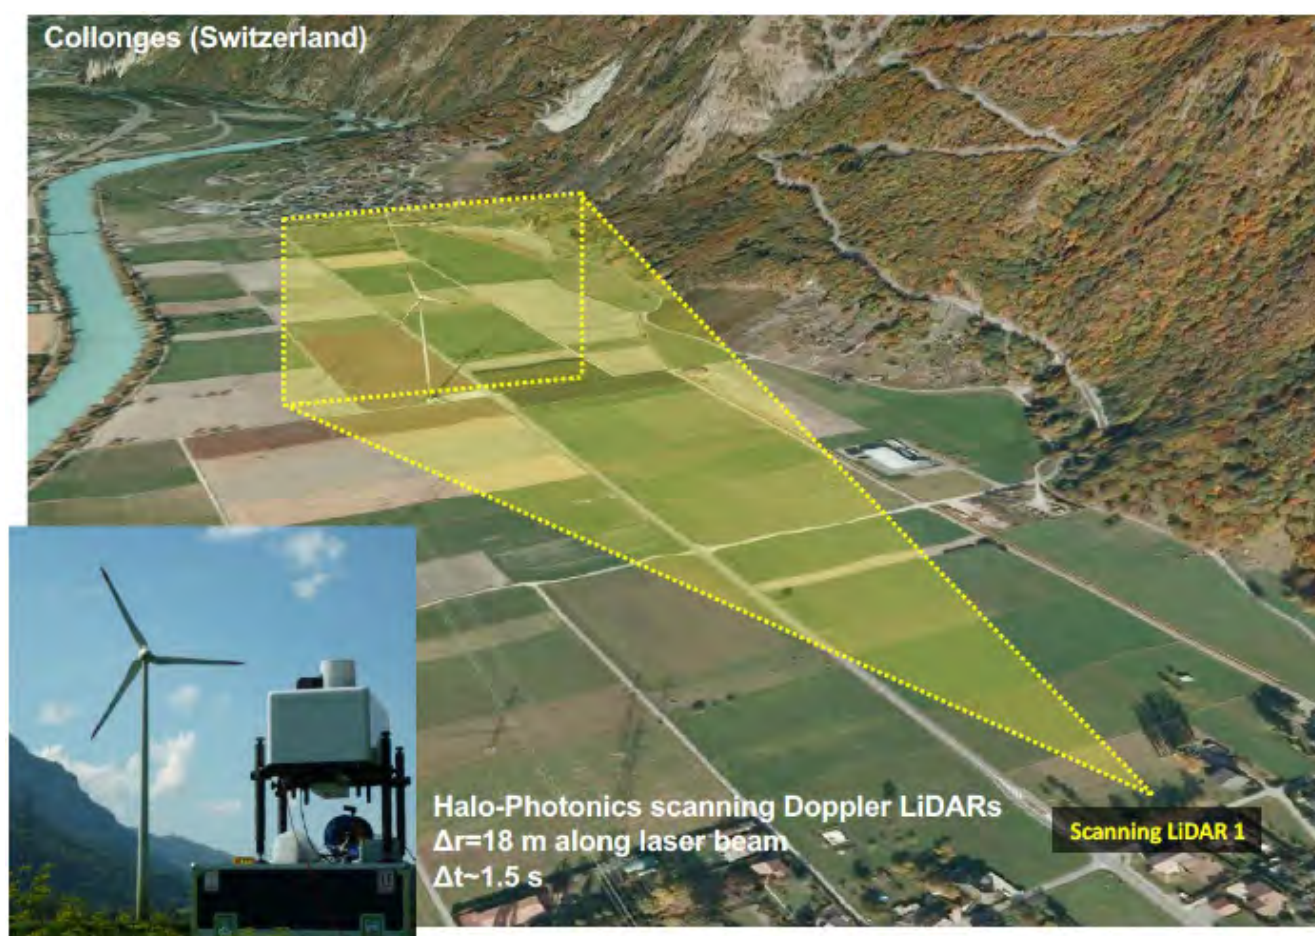 Collonges (Switzerland)
Halo-Photonics scanning Doppler LiDARs
Δr=18 m along laser beam
Δt~1.5 s
Scanning LiDAR 1